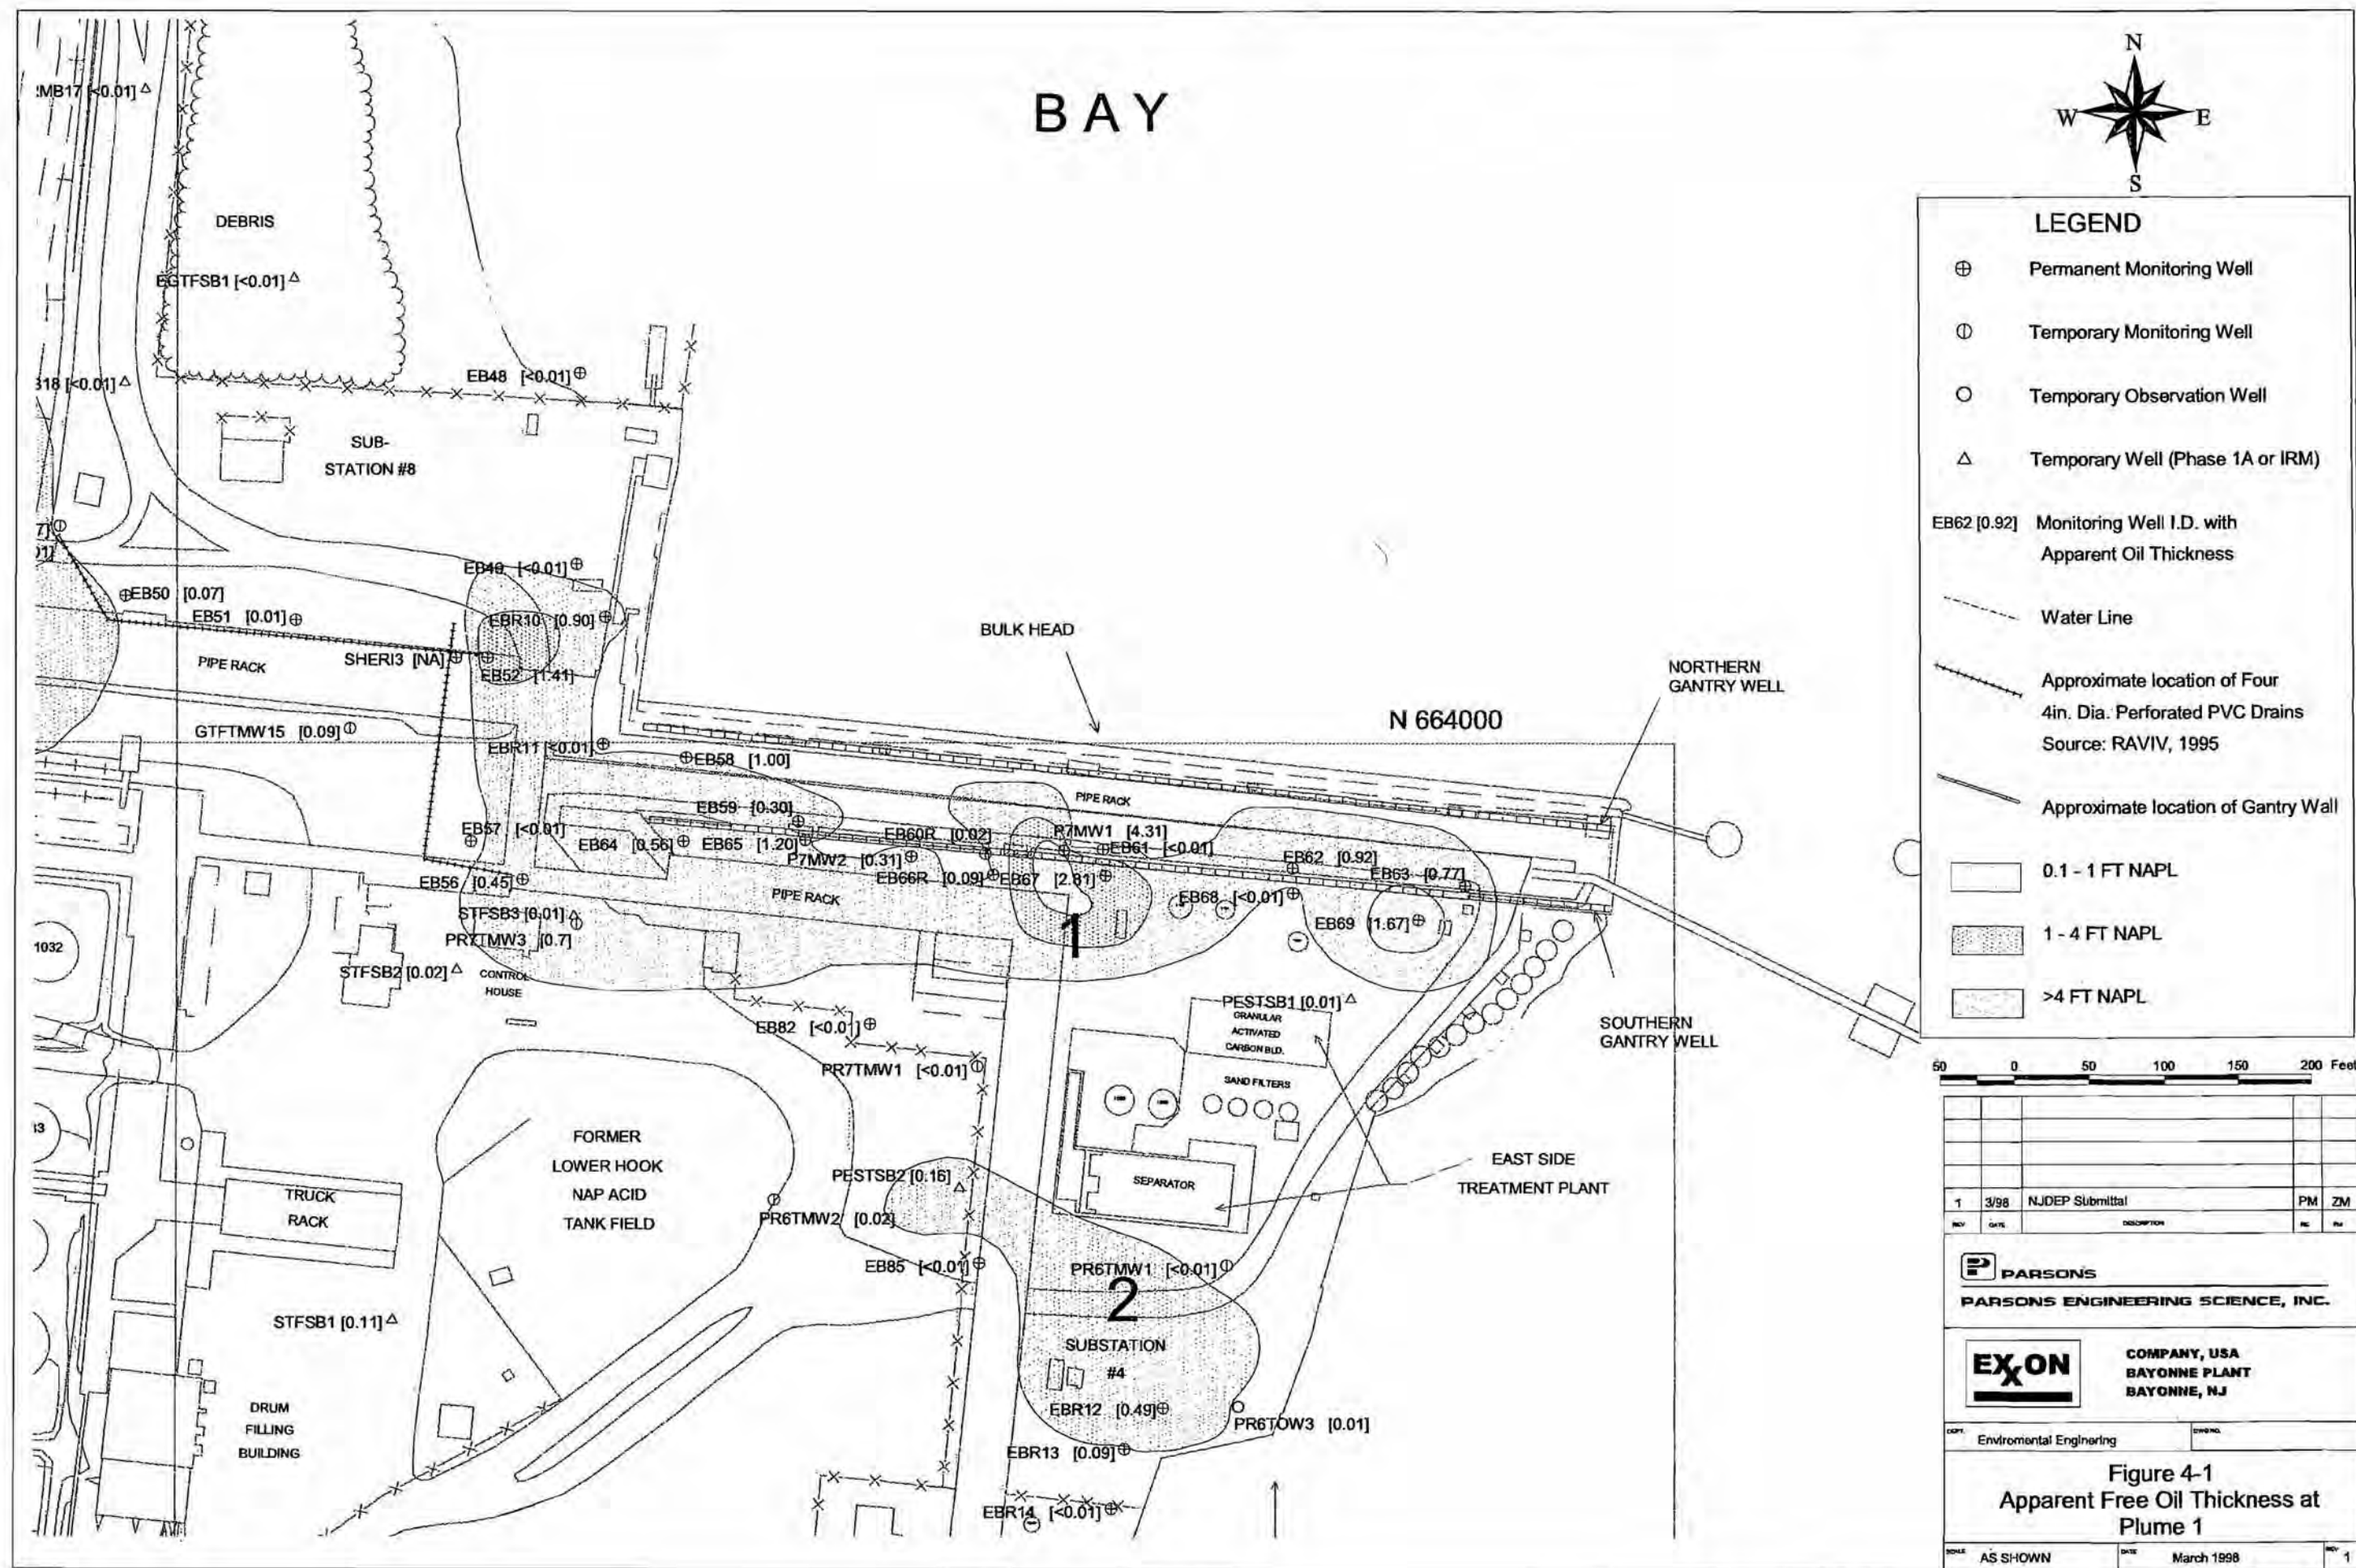 BAY
N
W
E
S
[<0.01]
DEBRIS
EGTFSB1 [<0.01]
[<0.01]
EB48 [<0.01]
SUB-
STATION #8
EB49 [<0.01]
EB50 [0.07]
EB51 [0.01]
EBR10 [0.90]
PIPE RACK
SHERI3 [NA]
EB52 [1.41]
GTFTMW15 [0.09]
EBR11 [<0.01]
EB58 [1.00]
BULK HEAD
N 664000
NORTHERN
GANTRY WELL
PIPE RACK
EB59 [0.30]
EB57 [<0.01]
EB64 [0.56]
EB65 [1.20]
EB60R [0.02]
P7MW1 [4.31]
EB61 [<0.01]
P7MW2 [0.31]
EB62 [0.92]
EB56 [0.45]
EB66R [0.09]
EB67 [2.81]
EB63 [0.77]
PIPE RACK
EB68 [<0.01]
STFSB3 [0.01]
EB69 [1.67]
PR7TMW3 [0.7]
1
1032
STFSB2 [0.02]
CONTROL
HOUSE
PESTSB1 [0.01]
GRANULAR
ACTIVATED
CARBON BLD.
SOUTHERN
GANTRY WELL
EB82 [<0.01]
PR7TMW1 [<0.01]
SAND FILTERS
FORMER
LOWER HOOK
NAP ACID
TANK FIELD
EAST SIDE
TREATMENT PLANT
PESTSB2 [0.16]
SEPARATOR
TRUCK
RACK
PR6TMW2 [0.02]
EB85 [<0.01]
PR6TMW1 [<0.01]
2
STFSB1 [0.11]
SUBSTATION
#4
DRUM
FILLING
BUILDING
EBR12 [0.49]
PR6TOW3 [0.01]
EBR13 [0.09]
EBR14 [<0.01]
LEGEND
Permanent Monitoring Well
Temporary Monitoring Well
Temporary Observation Well
Temporary Well (Phase 1A or IRM)
EB62 [0.92] Monitoring Well I.D. with
Apparent Oil Thickness
Water Line
Approximate location of Four
4in. Dia. Perforated PVC Drains
Source: RAVIV, 1995
Approximate location of Gantry Wall
0.1 - 1 FT NAPL
1 - 4 FT NAPL
>4 FT NAPL
50 0 50 100 150 200 Feet
1 3/98 NJDEP Submittal PM ZM
REV DATE DESCRIPTION
PARSONS
PARSONS ENGINEERING SCIENCE, INC.
EXXON
COMPANY, USA
BAYONNE PLANT
BAYONNE, NJ
DEPT. Enviromental Enginering DWG NO.
Figure 4-1
Apparent Free Oil Thickness at
Plume 1
SCALE AS SHOWN DATE March 1998 REV 1